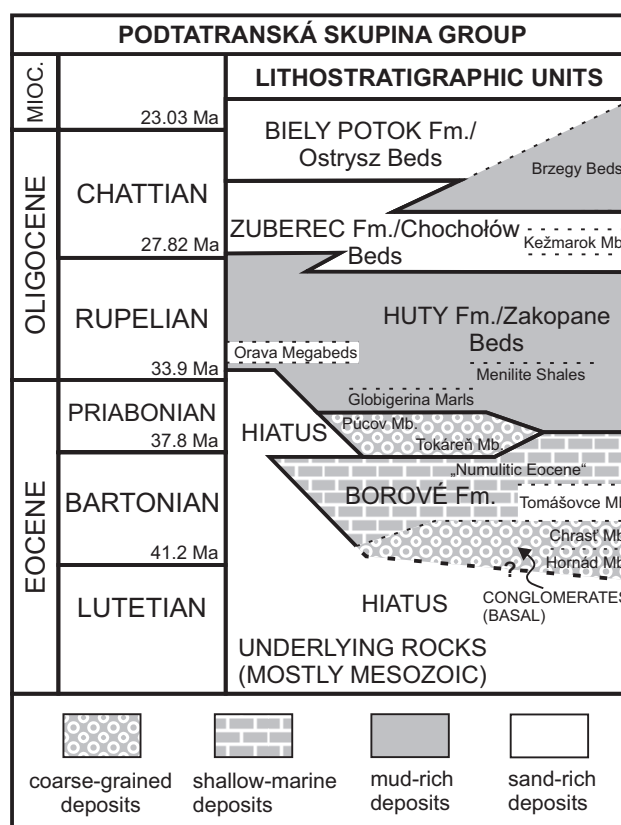 PODTATRANSKÁ SKUPINA GROUP
MIOC.
LITHOSTRATIGRAPHIC UNITS
23.03 Ma
BIELY POTOK Fm./
Ostrysz Beds
Brzegy Beds
OLIGOCENE
CHATTIAN
27.82 Ma
ZUBEREC Fm./Chochołów
Beds
Kežmarok Mb
RUPELIAN
33.9 Ma
HUTY Fm./Zakopane
Beds
Orava Megabeds
Menilite Shales
Globigerina Marls
EOCENE
PRIABONIAN
37.8 Ma
HIATUS
Púcov Mb.
Tokáreň Mb.
„Numulitic Eocene"
BARTONIAN
41.2 Ma
BOROVÉ Fm.
Tomášovce Mb
Chrasť Mb
Hornád Mb
?
CONGLOMERATES
(BASAL)
LUTETIAN
HIATUS
UNDERLYING ROCKS
(MOSTLY MESOZOIC)
coarse-grained
deposits
shallow-marine
deposits
mud-rich
deposits
sand-rich
deposits